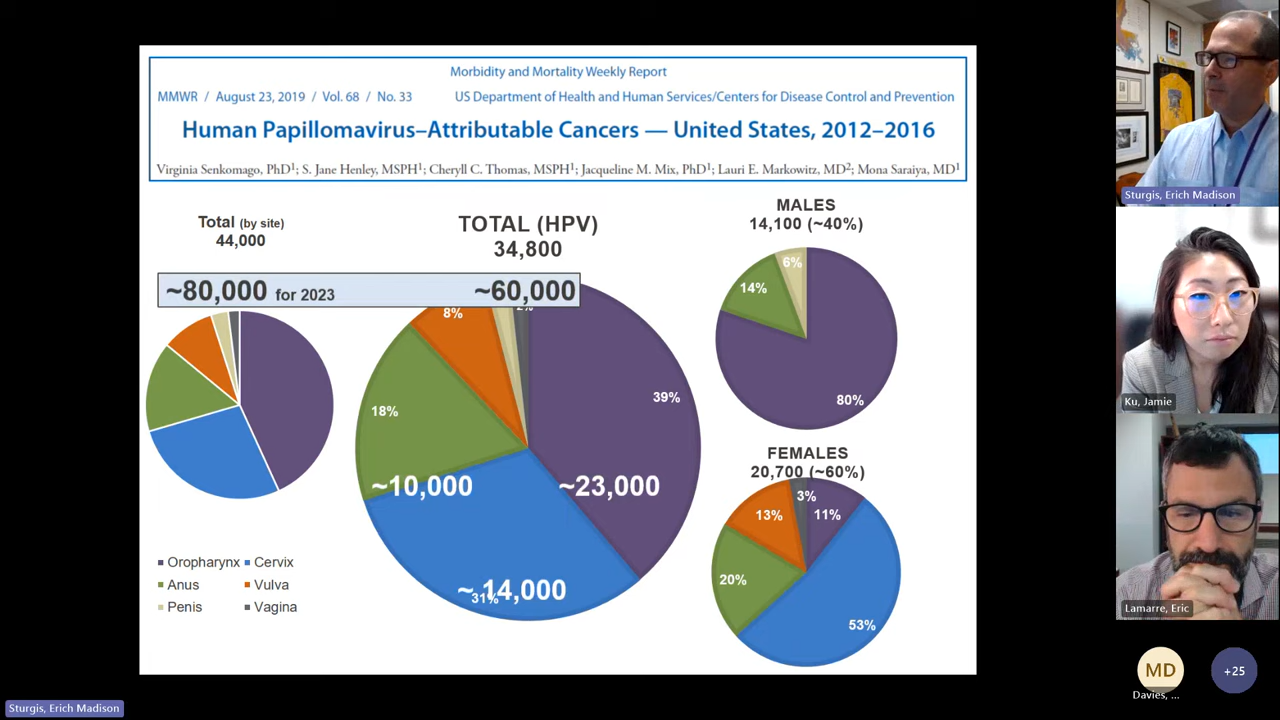 Morbidity and Mortality Weekly Report
MMWR / August 23, 2019 / Vol. 68 / No. 33 US Department of Health and Human Services/Centers for Disease Control and Prevention
Human Papillomavirus–Attributable Cancers — United States, 2012–2016
Virginia Senkomago, PhD1; S. Jane Henley, MSPH1; Cheryll C. Thomas, MSPH1; Jacqueline M. Mix, PhD1; Lauri E. Markowitz, MD2; Mona Saraiya, MD1
Total (by site)
44,000
TOTAL (HPV)
34,800
~80,000 for 2023 ~60,000
8%
2%
39%
18%
~10,000
~23,000
~14,000
31%
Oropharynx
Cervix
Anus
Vulva
Penis
Vagina
MALES
14,100 (~40%)
6%
14%
80%
FEMALES
20,700 (~60%)
3%
11%
13%
20%
53%
Sturgis, Erich Madison
Ku, Jamie
Lamarre, Eric
MD
Davies, ...
+25
Sturgis, Erich Madison